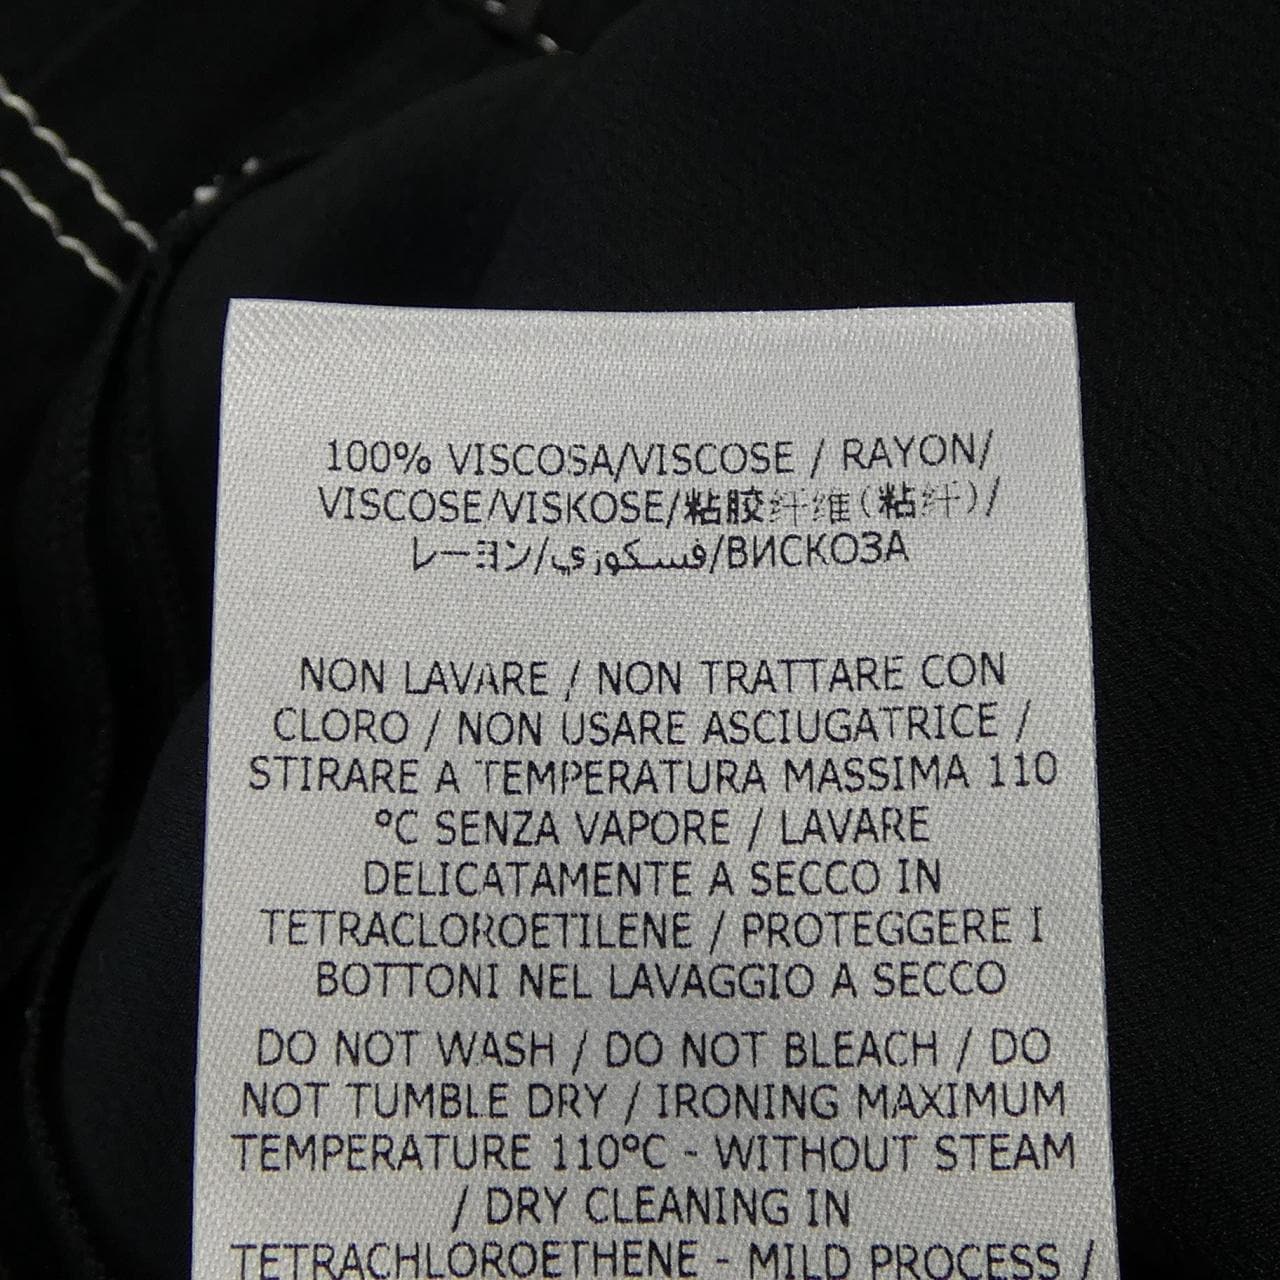 100% VISCOSA/VISCOSE / RAYON/
VISCOSE/VISKOSE/粘胶纤维(粘纤)/
レーヨン/فسكوزي/ВИСКОЗА
NON LAVARE / NON TRATTARE CON
CLORO / NON USARE ASCIUGATRICE /
STIRARE A TEMPERATURA MASSIMA 110
°C SENZA VAPORE / LAVARE
DELICATAMENTE A SECCO IN
TETRACLOROETILENE / PROTEGGERE I
BOTTONI NEL LAVAGGIO A SECCO
DO NOT WASH / DO NOT BLEACH / DO
NOT TUMBLE DRY / IRONING MAXIMUM
TEMPERATURE 110°C - WITHOUT STEAM
/ DRY CLEANING IN
TETRACHLOROETHENE - MILD PROCESS /